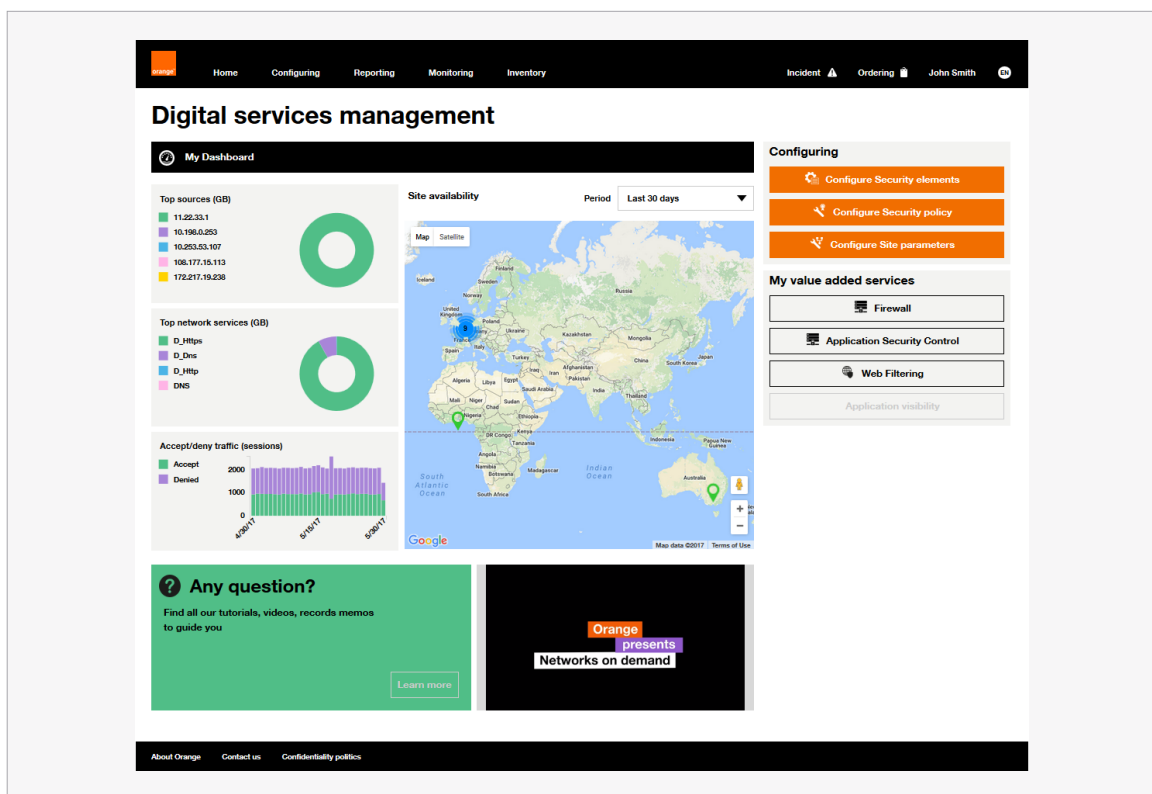 orange
Home Configuring Reporting Monitoring Inventory Incident Ordering John Smith EN
Digital services management
My Dashboard
Top sources (GB)
11.22.33.1
10.198.0.253
10.253.53.107
108.177.15.113
172.217.19.238
Top network services (GB)
D_Https
D_Dns
D_Http
DNS
Accept/deny traffic (sessions)
Accept
Denied
2000
1000
0
4/30/17 5/15/17 5/30/17
Site availability
Period Last 30 days
Map Satellite
Iceland
Finland
Sweden
Norway
Russia
United
Kingdom
Poland
9
Ukraine
France
Kazakhstan
Mongolia
Spain
Italy
Turkey
China
South Korea
Japan
Afghanistan
Iraq
Iran
Pakistan
Algeria
Libya
Egypt
Saudi Arabia
India
Thailand
Mali
Niger
Chad
Sudan
Nigeria
Ethiopia
Kenya
DR Congo
Tanzania
Indonesia
Papua New
Guinea
Angola
Namibia
Botswana
Madagascar
South
Atlantic
Ocean
Indian
Ocean
Australia
South Africa
+
−
Google
Map data ©2017 Terms of Use
Configuring
Configure Security elements
Configure Security policy
Configure Site parameters
My value added services
Firewall
Application Security Control
Web Filtering
Application visibility
? Any question?
Find all our tutorials, videos, records memos
to guide you
Learn more
Orange
presents
Networks on demand
About Orange Contact us Confidentiality politics